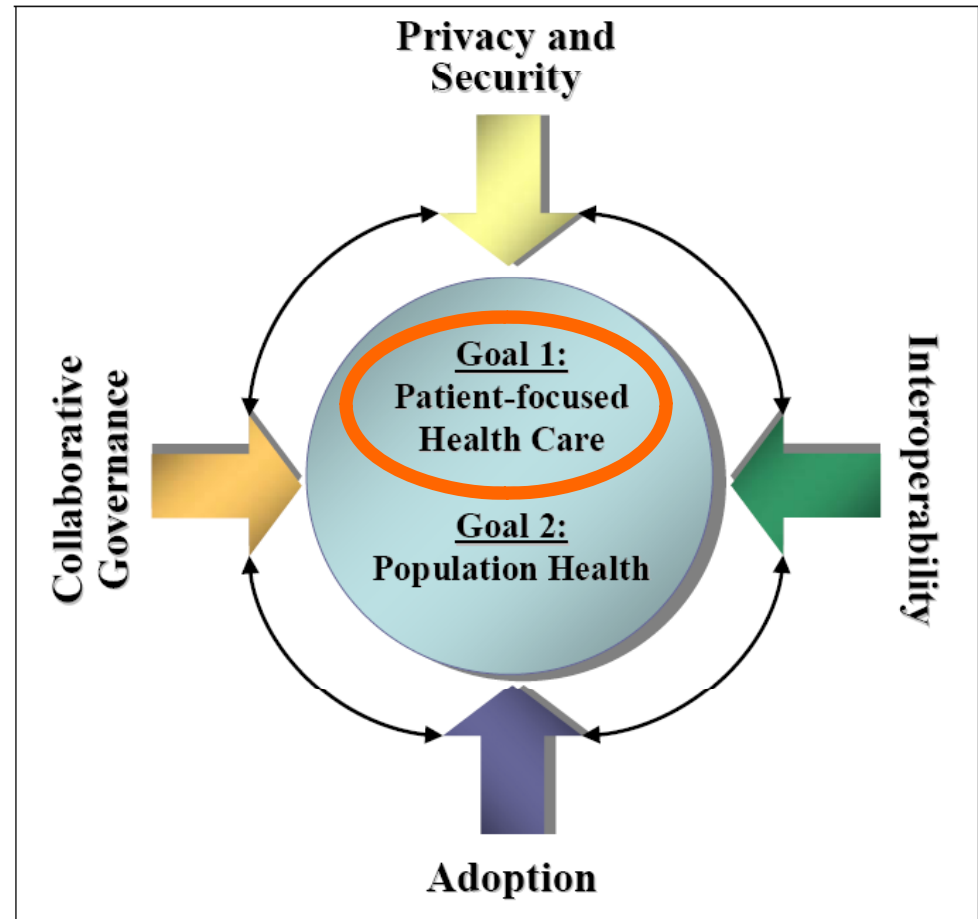 Privacy and
Security
Goal 1:
Patient-focused
Health Care
Goal 2:
Population Health
Collaborative
Governance
Interoperability
Adoption